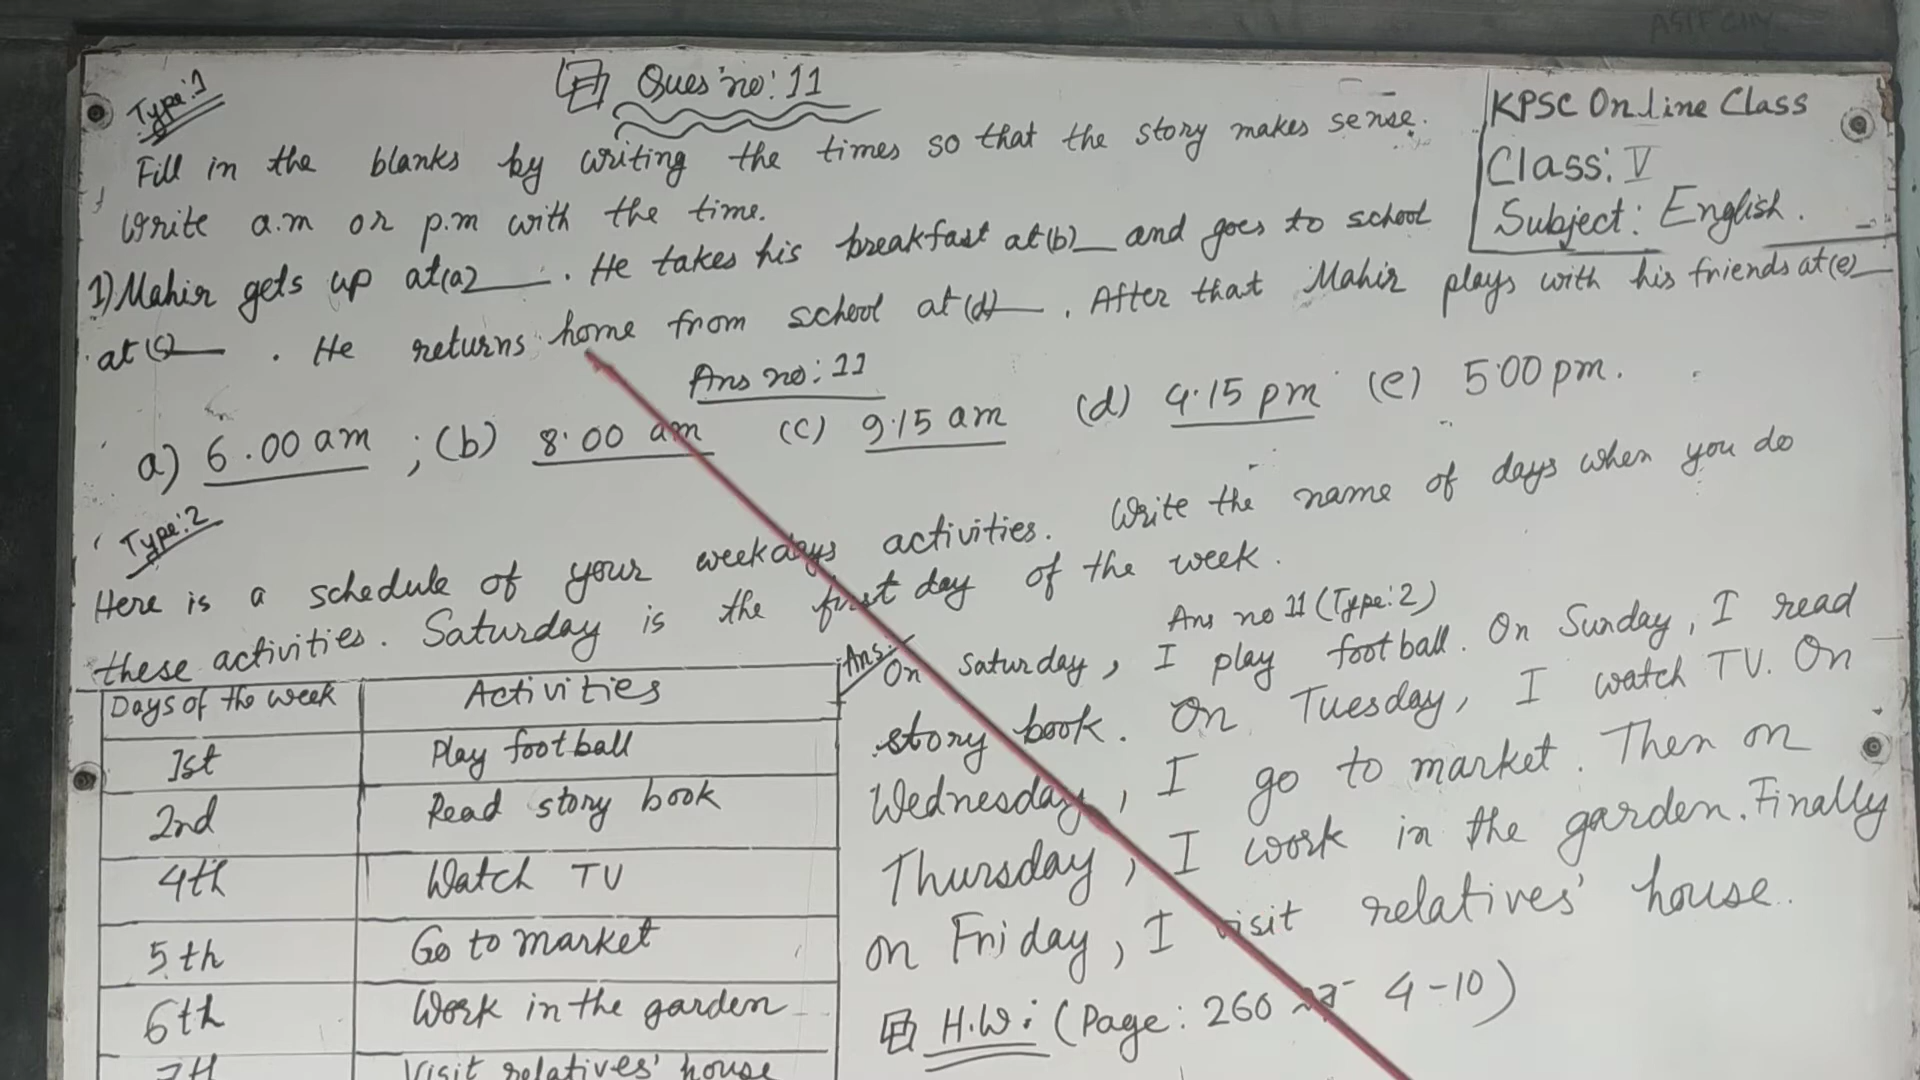 Type:1
Ques no: 11
KPSC Online Class
Class: V
Subject: English.
Fill in the blanks by writing the times so that the story makes sense.
Write a.m or p.m with the time.
1) Mahir gets up at (a) ___ . He takes his breakfast at (b) __ and goes to school
at (c) ___ . He returns home from school at (d) ___ . After that Mahir plays with his friends at (e) ___
Ans no: 11
a) 6.00 am ; (b) 8:00 am (c) 9:15 am (d) 4.15 pm (e) 5:00 pm.
Type:2
Here is a schedule of your weekdays activities. Write the name of days when you do
these activities. Saturday is the first day of the week.
Ans no 11 (Type:2)
Days of the week Activities
1st Play football
2nd Read story book
4th Watch TV
5th Go to market
6th Work in the garden
7th Visit relatives' house
Ans: On Saturday, I play football. On Sunday, I read
story book. On Tuesday, I watch TV. On
Wednesday, I go to market. Then on
Thursday, I work in the garden. Finally
on Friday, I visit relatives' house.
H.W: (Page: 260 4-10)